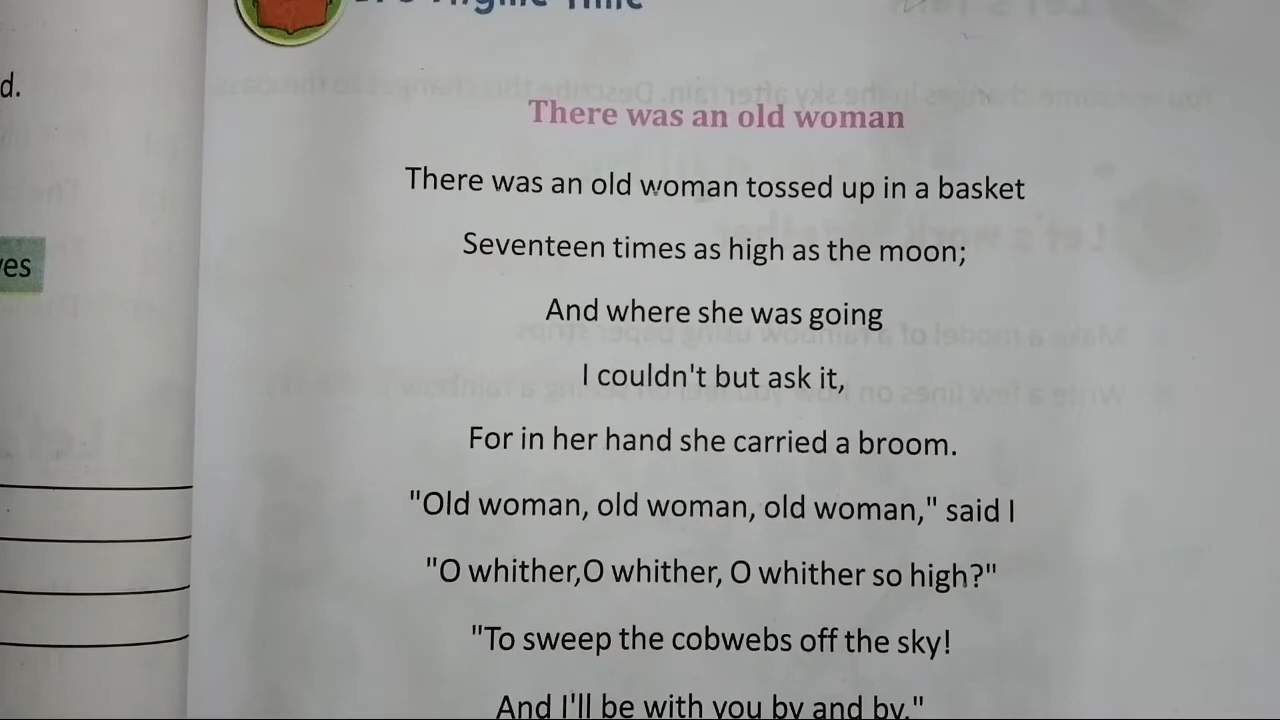 d.
There was an old woman
There was an old woman tossed up in a basket
Seventeen times as high as the moon;
And where she was going
I couldn't but ask it,
For in her hand she carried a broom.
"Old woman, old woman, old woman," said I
"O whither,O whither, O whither so high?"
"To sweep the cobwebs off the sky!
And I'll be with you by and by."